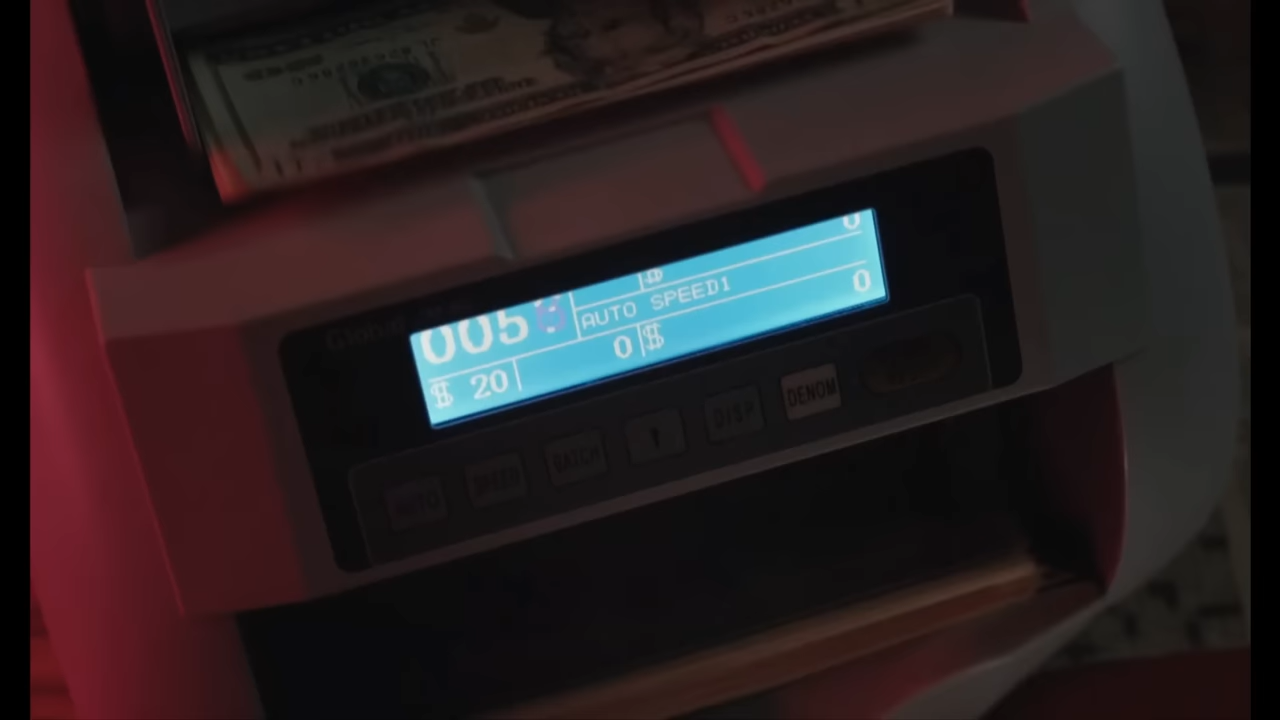 0
$
005
AUTO SPEED1
0
$ 20
0
$
AUTO
SPEED
BATCH
DISP
DENOM